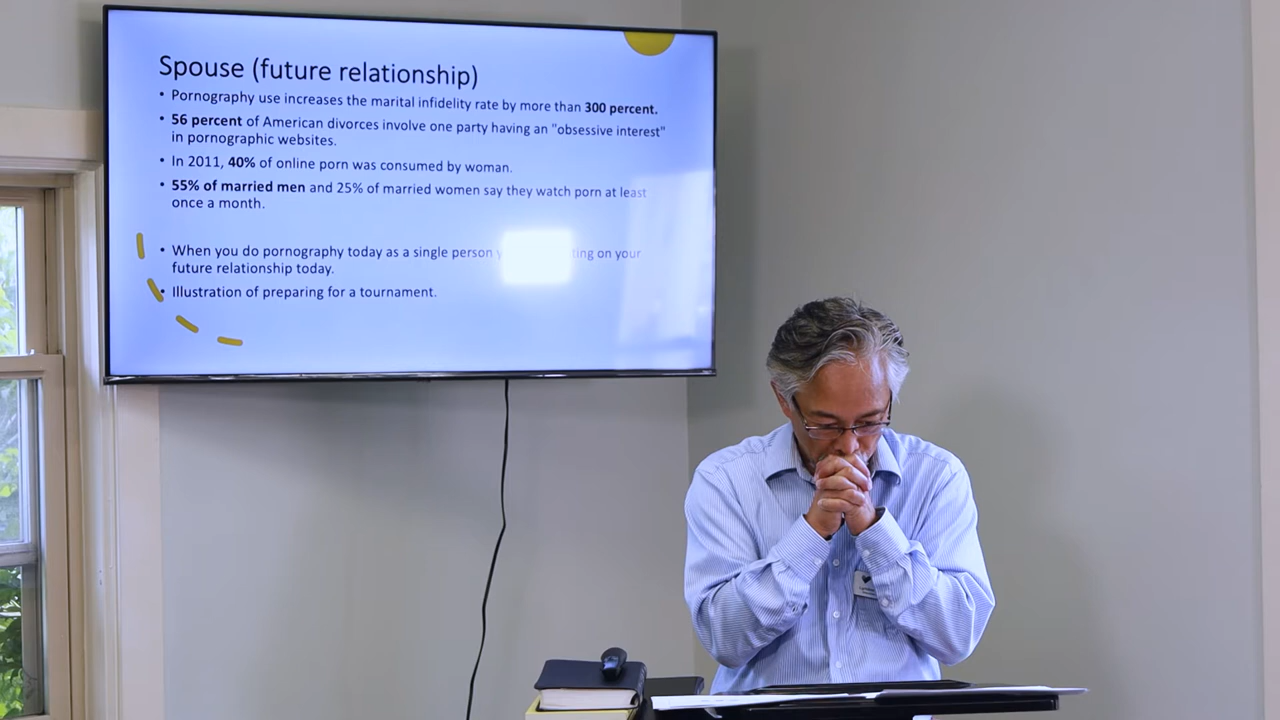 Spouse (future relationship)
• Pornography use increases the marital infidelity rate by more than 300 percent.
• 56 percent of American divorces involve one party having an "obsessive interest"
in pornographic websites.
• In 2011, 40% of online porn was consumed by woman.
• 55% of married men and 25% of married women say they watch porn at least
once a month.
• When you do pornography today as a single person on your
future relationship today.
• Illustration of preparing for a tournament.